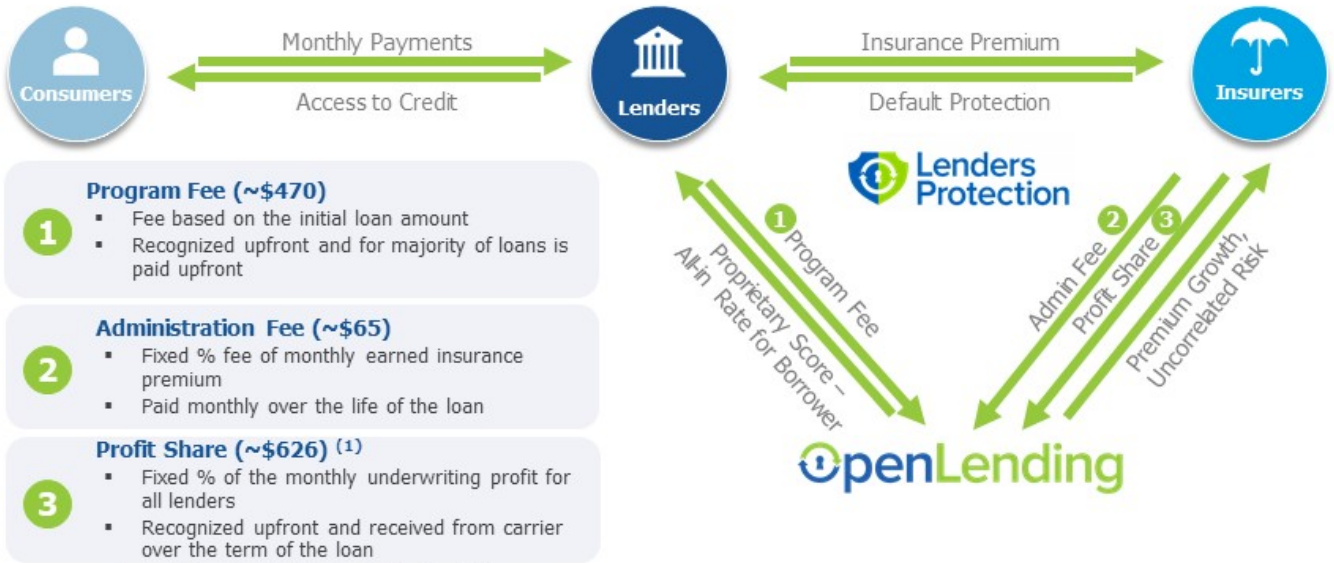 Monthly Payments
Insurance Premium
Consumers
Lenders
Insurers
Access to Credit
Default Protection
Lenders
Protection
1
Program Fee (~$470)
▪ Fee based on the initial loan amount
▪ Recognized upfront and for majority of loans is
paid upfront
2
Administration Fee (~$65)
▪ Fixed % fee of monthly earned insurance
premium
▪ Paid monthly over the life of the loan
3
Profit Share (~$626) (1)
▪ Fixed % of the monthly underwriting profit for
all lenders
▪ Recognized upfront and received from carrier
over the term of the loan
1 Program Fee
Proprietary Score –
All-in Rate for Borrower
2
Admin Fee
3
Profit Share
Premium Growth,
Uncorrelated Risk
OpenLending